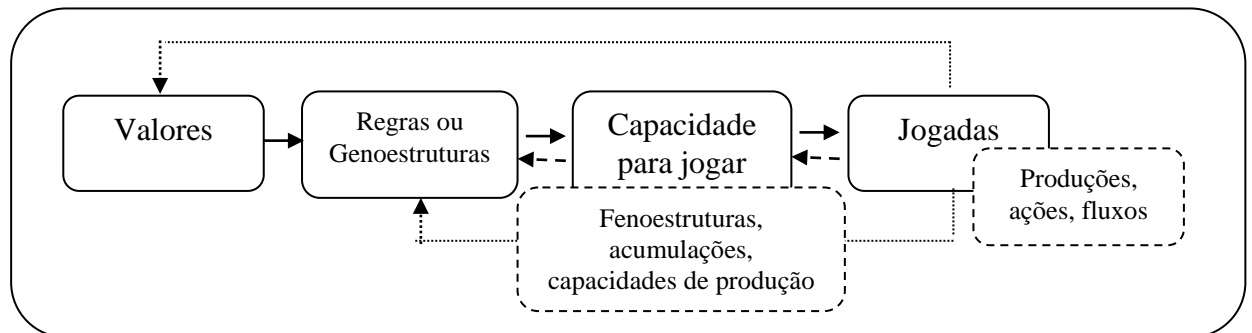 Valores
Regras ou
Genoestruturas
Capacidade
para jogar
Jogadas
Produções,
ações, fluxos
Fenoestruturas,
acumulações,
capacidades de produção